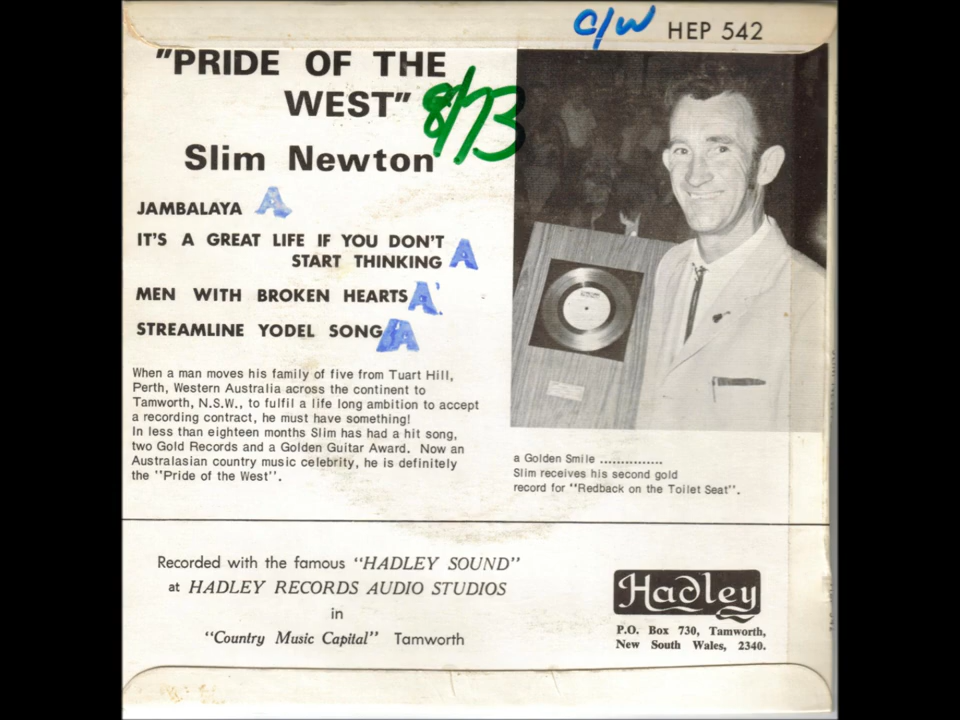 C/W HEP 542
"PRIDE OF THE
WEST"
8/73
Slim Newton
JAMBALAYA A
IT'S A GREAT LIFE IF YOU DON'T
START THINKING A
MEN WITH BROKEN HEARTS A
STREAMLINE YODEL SONG A
When a man moves his family of five from Tuart Hill,
Perth, Western Australia across the continent to
Tamworth, N.S.W., to fulfil a life long ambition to accept
a recording contract, he must have something!
In less than eighteen months Slim has had a hit song,
two Gold Records and a Golden Guitar Award. Now an
Australasian country music celebrity, he is definitely
the "Pride of the West".
a Golden Smile ...............
Slim receives his second gold
record for "Redback on the Toilet Seat".
Recorded with the famous "HADLEY SOUND"
at HADLEY RECORDS AUDIO STUDIOS
in
"Country Music Capital" Tamworth
Hadley
P.O. Box 730, Tamworth,
New South Wales, 2340.